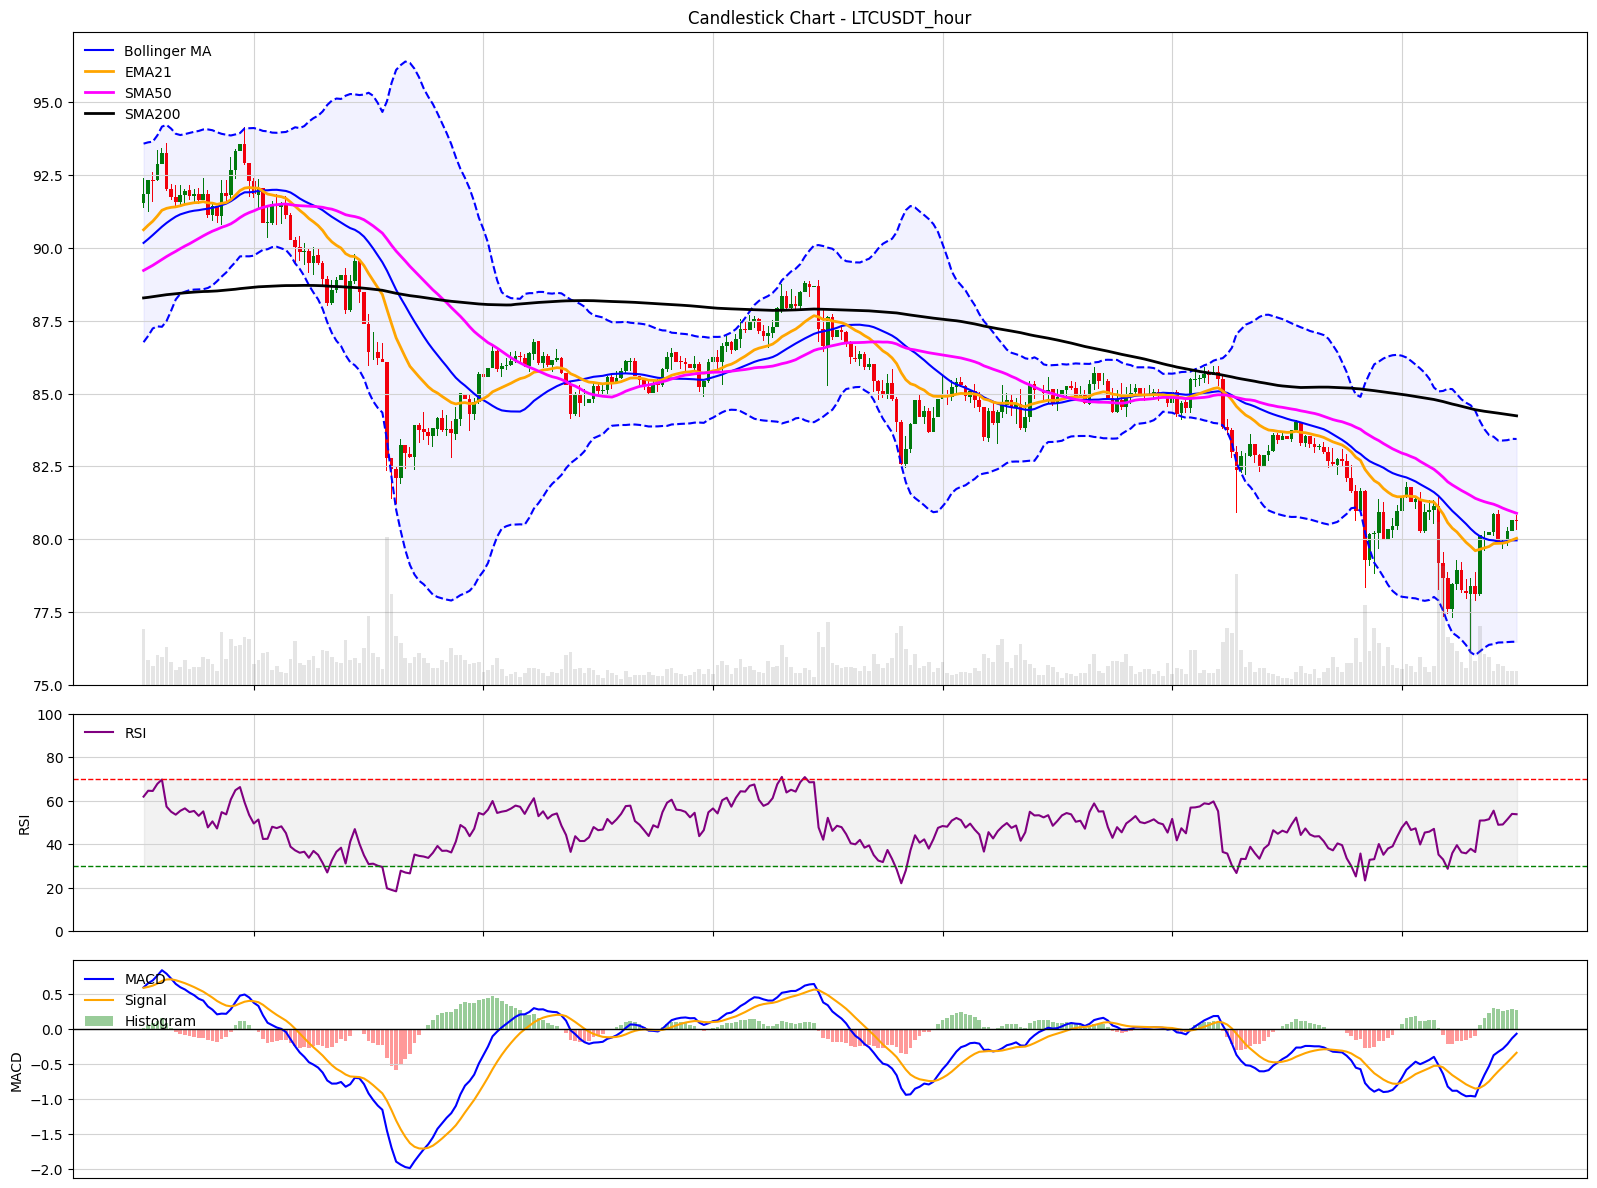 Candlestick Chart - LTCUSDT_hour
Bollinger MA
EMA21
SMA50
SMA200
95.0
92.5
90.0
87.5
85.0
82.5
80.0
77.5
75.0
RSI
100
80
60
40
20
0
RSI
MACD
Signal
Histogram
0.5
0.0
−0.5
−1.0
−1.5
−2.0
MACD